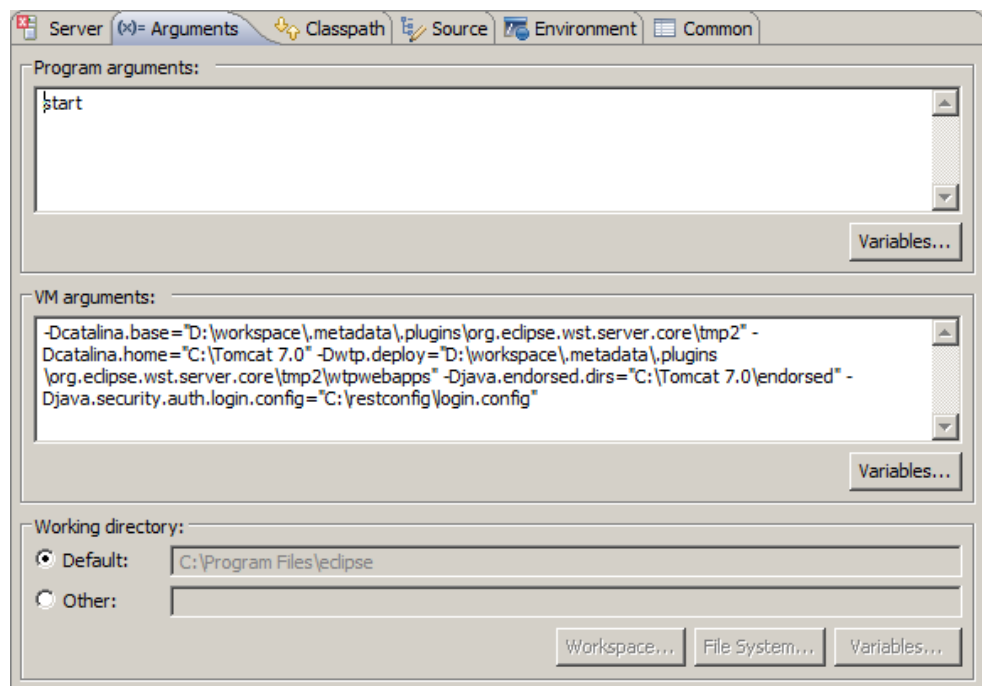 Server (x)= Arguments Classpath Source Environment Common
Program arguments:
start
Variables...
VM arguments:
-Dcatalina.base="D:\workspace\.metadata\.plugins\org.eclipse.wst.server.core\tmp2" -
Dcatalina.home="C:\Tomcat 7.0" -Dwtp.deploy="D:\workspace\.metadata\.plugins
\org.eclipse.wst.server.core\tmp2\wtpwebapps" -Djava.endorsed.dirs="C:\Tomcat 7.0\endorsed" -
Djava.security.auth.login.config="C:\restconfig\login.config"
Variables...
Working directory:
Default: C:\Program Files\eclipse
Other:
Workspace... File System... Variables...